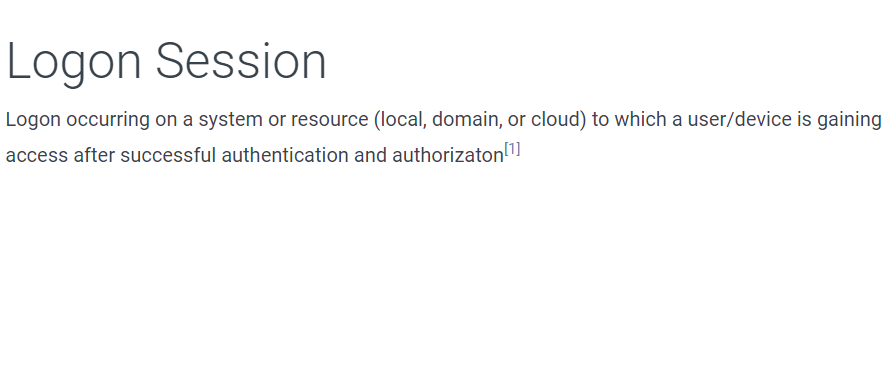 Logon Session
Logon occurring on a system or resource (local, domain, or cloud) to which a user/device is gaining
access after successful authentication and authorizaton[1]